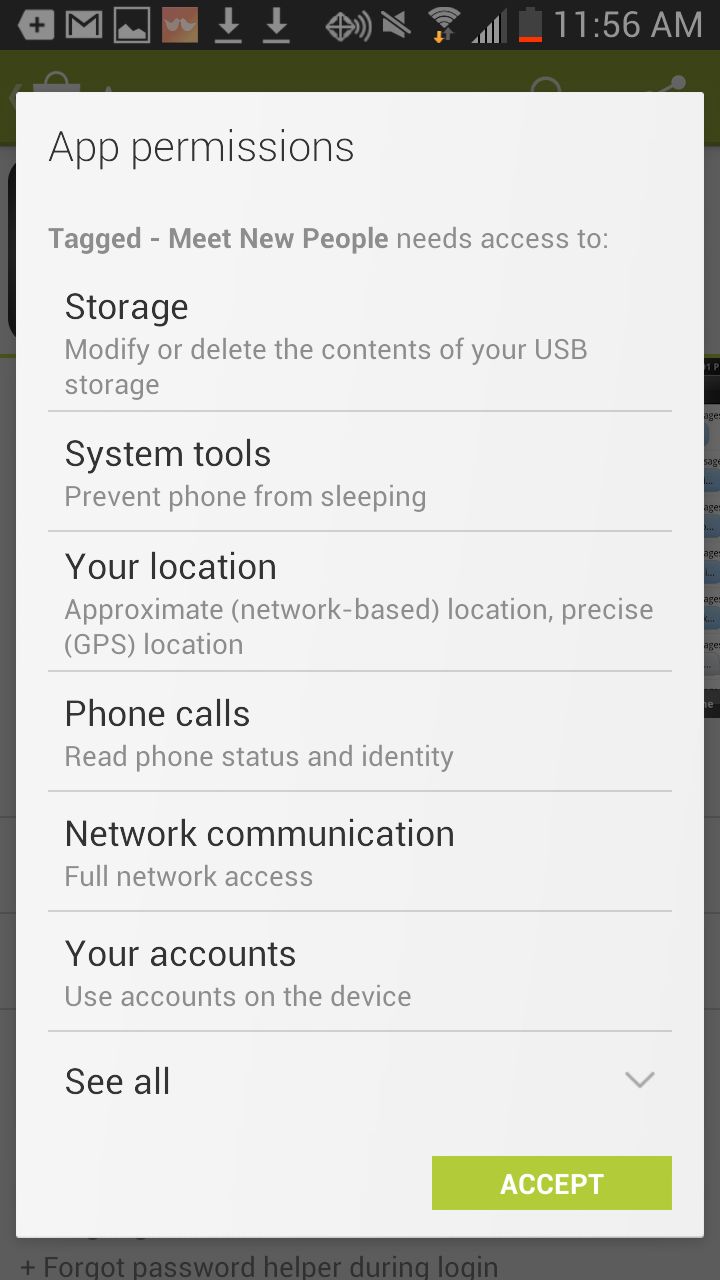 11:56 AM
App permissions
Tagged - Meet New People needs access to:
Storage
Modify or delete the contents of your USB
storage
System tools
Prevent phone from sleeping
Your location
Approximate (network-based) location, precise
(GPS) location
Phone calls
Read phone status and identity
Network communication
Full network access
Your accounts
Use accounts on the device
See all
ACCEPT
+ Forgot password helper during login